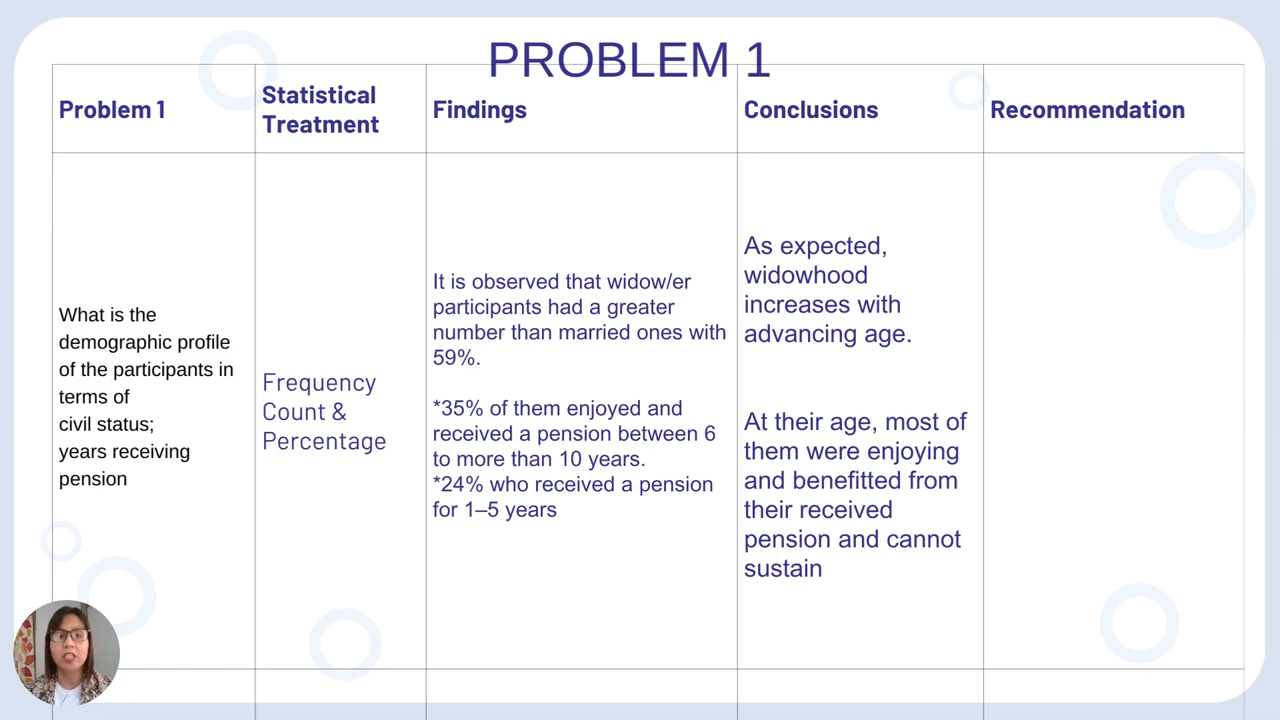 PROBLEM 1
Problem 1
Statistical
Treatment
Findings
Conclusions
Recommendation
What is the
demographic profile
of the participants in
terms of
civil status;
years receiving
pension
Frequency
Count &
Percentage
It is observed that widow/er
participants had a greater
number than married ones with
59%.
*35% of them enjoyed and
received a pension between 6
to more than 10 years.
*24% who received a pension
for 1–5 years
As expected,
widowhood
increases with
advancing age.
At their age, most of
them were enjoying
and benefitted from
their received
pension and cannot
sustain